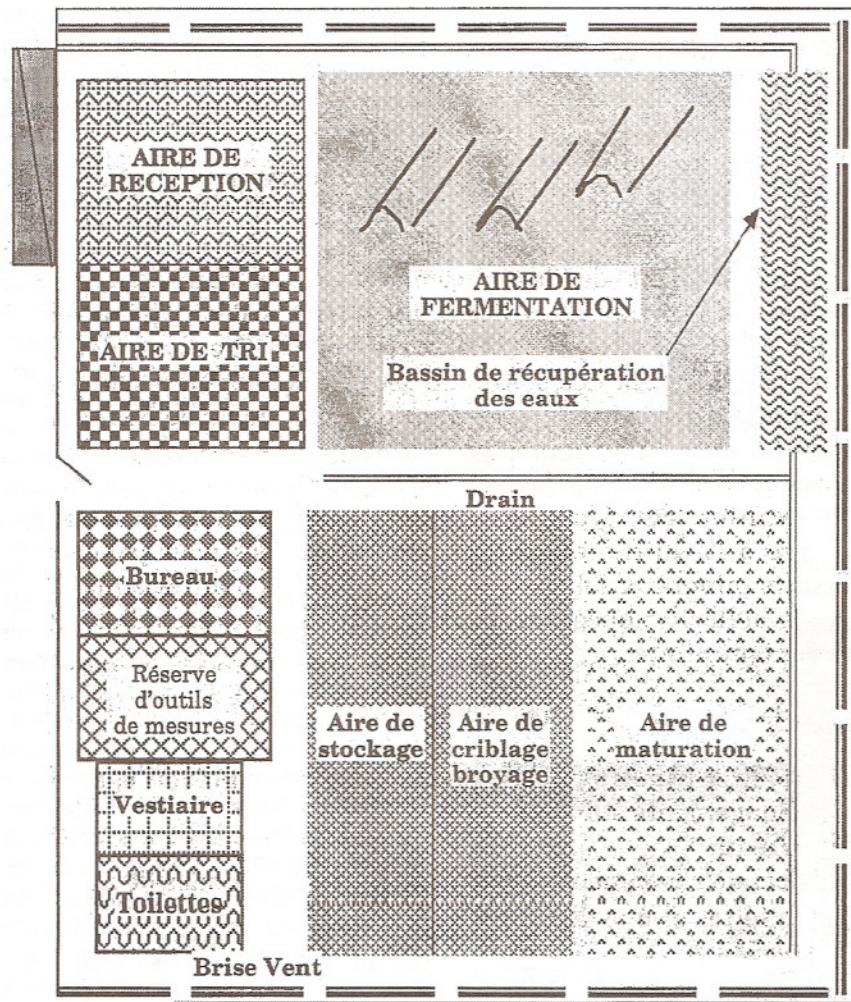 AIRE DE
RECEPTION
AIRE DE
FERMENTATION
AIRE DE TRI
Bassin de récupération
des eaux
Drain
Bureau
Réserve
d'outils
de mesures
Aire de
stockage
Aire de
criblage
broyage
Aire de
maturation
Vestiaire
Toilettes
Brise Vent